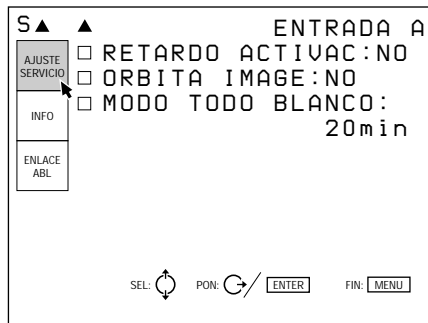 S▲ ▲ ENTRADA A
AJUSTE
SERVICIO
□ RETARDO ACTIVAC:NO
□ ORBITA IMAGE:NO
□ MODO TODO BLANCO:
20min
INFO
ENLACE
ABL
SEL: PON: / ENTER FIN: MENU